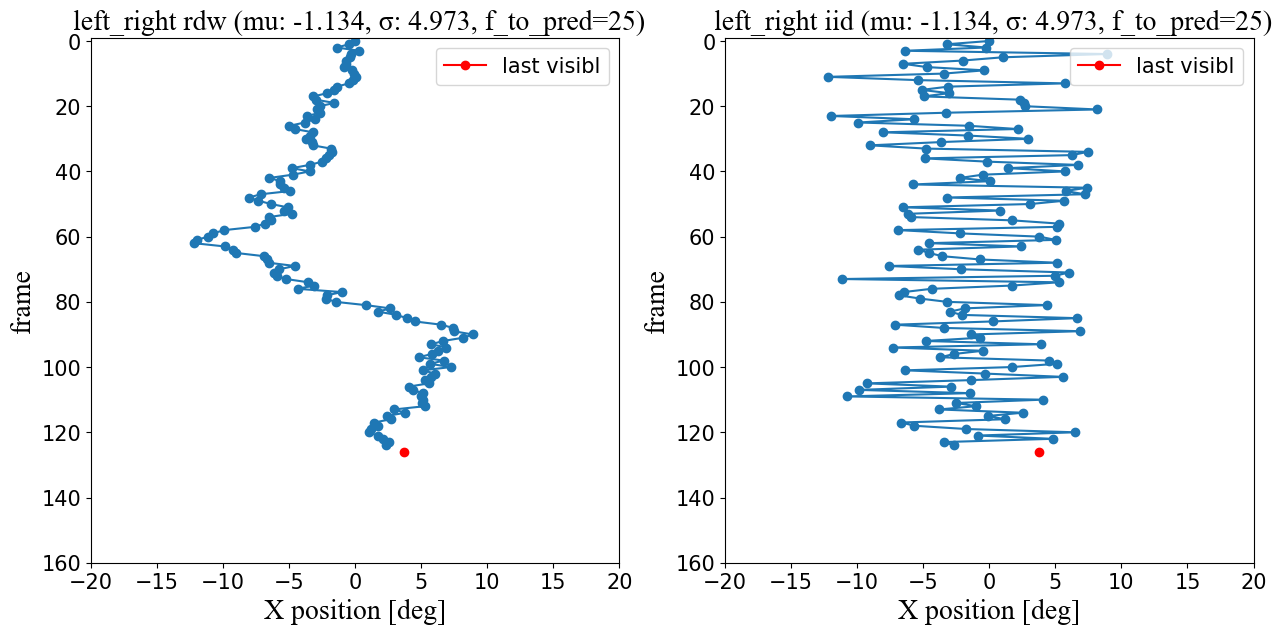 left_right rdw (mu: -1.134, σ: 4.973, f_to_pred=25)
last visibl
0
20
40
60
80
100
120
140
160
frame
−20 −15 −10 −5 0 5 10 15 20
X position [deg]
left_right iid (mu: -1.134, σ: 4.973, f_to_pred=25)
last visibl
0
20
40
60
80
100
120
140
160
frame
−20 −15 −10 −5 0 5 10 15 20
X position [deg]